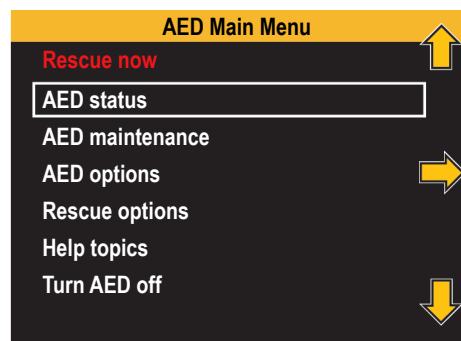 AED Main Menu
Rescue now
AED status
AED maintenance
AED options
Rescue options
Help topics
Turn AED off